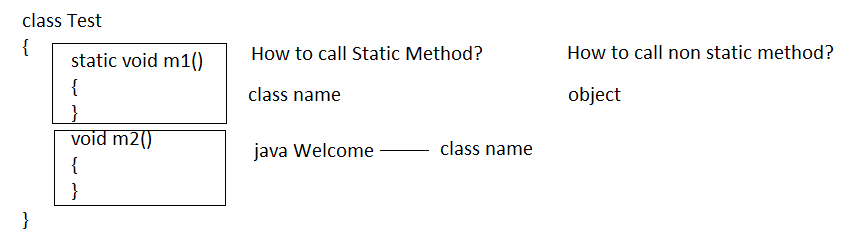 class Test
{
static void m1()
{
}
void m2()
{
}
}
How to call Static Method?
class name
java Welcome
class name
How to call non static method?
object